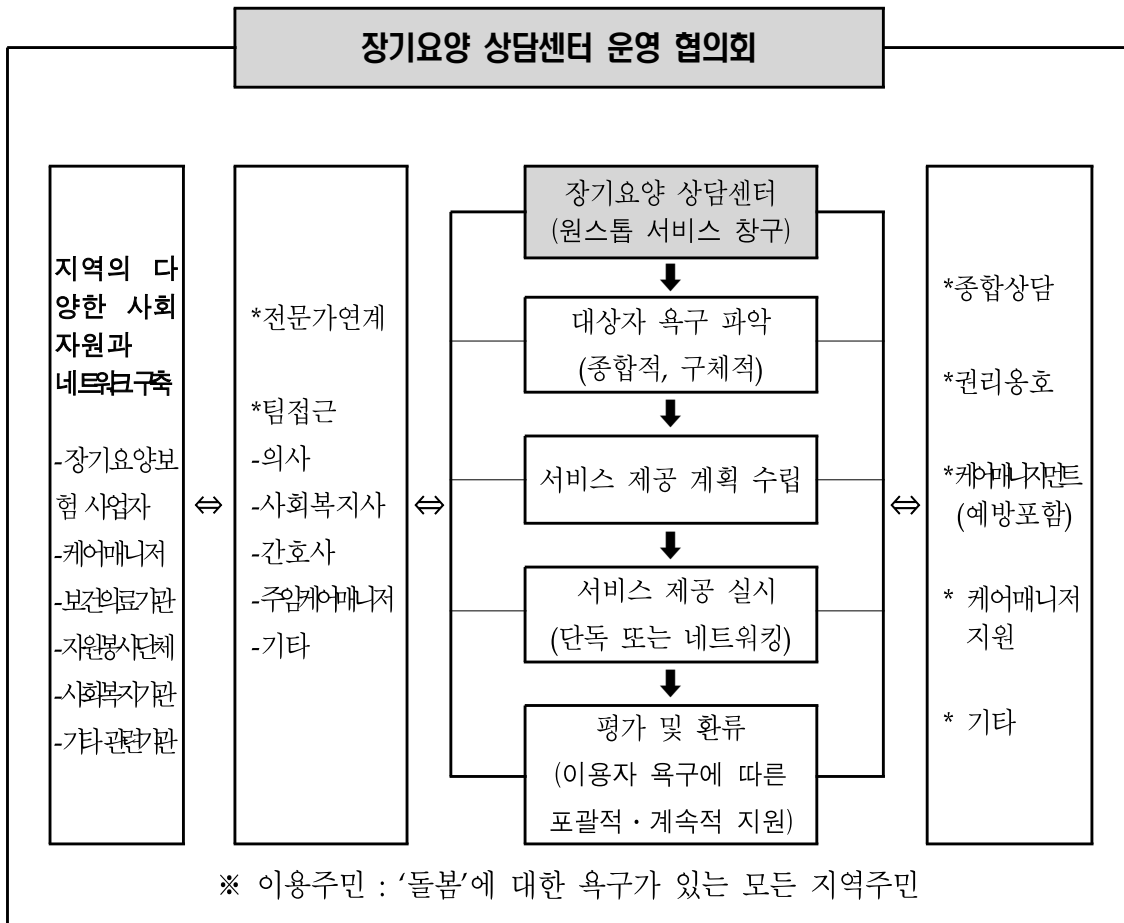 장기요양 상담센터 운영 협의회
지역의 다
양한 사회
자원과
네트워크구축
-장기요양보
험 사업자
-케어매니저
-보건의료기관
-자원봉사단체
-사회복지기관
-기타 관련기관
⇔
*전문가연계
*팀접근
-의사
-사회복지사
-간호사
-주임케어매니저
-기타
⇔
장기요양 상담센터
(원스톱 서비스 창구)
대상자 욕구 파악
(종합적, 구체적)
서비스 제공 계획 수립
서비스 제공 실시
(단독 또는 네트워킹)
평가 및 환류
(이용자 욕구에 따른
포괄적·계속적 지원)
⇔
*종합상담
*권리옹호
*케어매니지먼트
(예방포함)
* 케어매니저
지원
* 기타
※ 이용주민 : ‘돌봄’에 대한 욕구가 있는 모든 지역주민